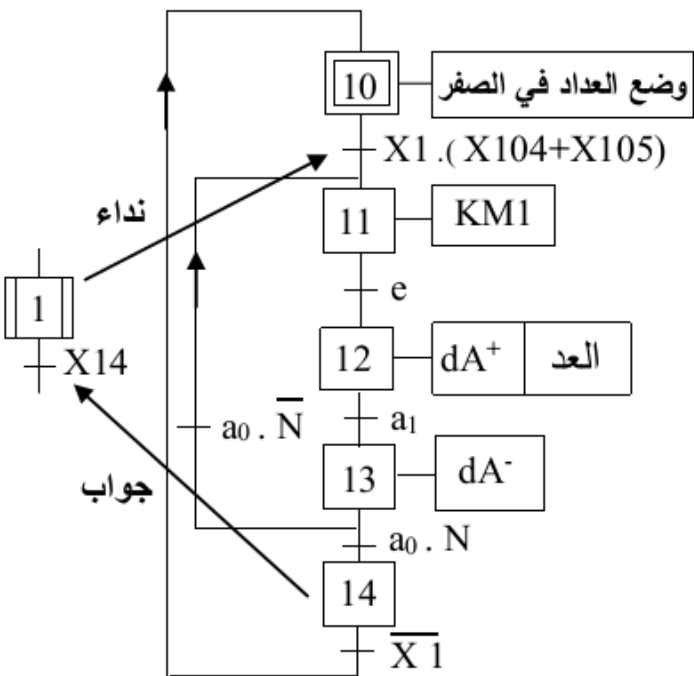 10 وضع العداد في الصفر
X1 .( X104+X105)
نداء
11 KM1
1
e
X14
12 dA⁺ العد
a₀ . N̅
a₁
جواب
13 dA⁻
a₀ . N
14
X̅ 1̅